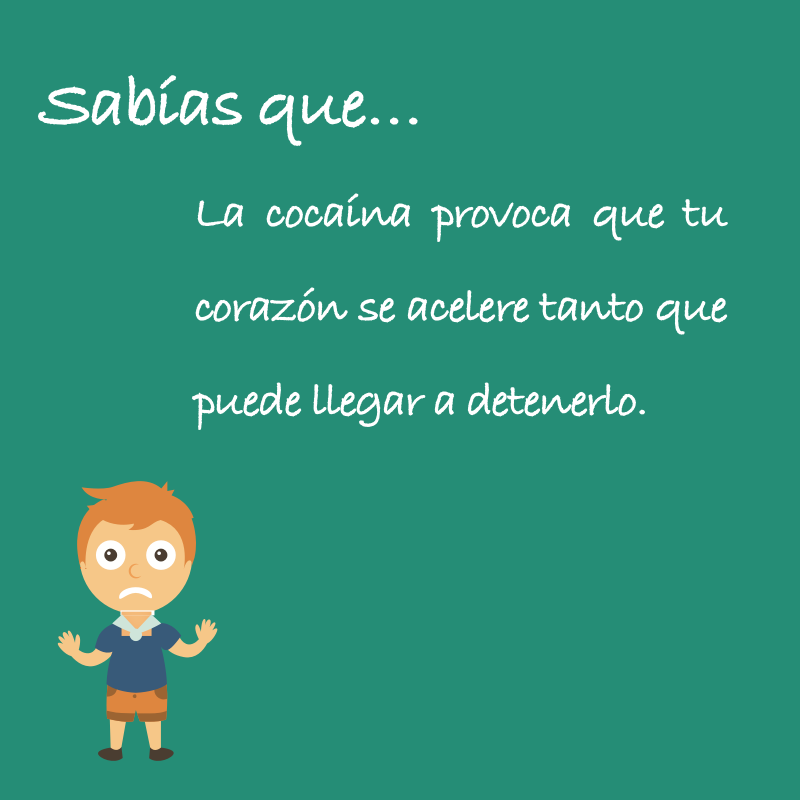 Sabías que...
La cocaína provoca que tu
corazón se acelere tanto que
puede llegar a detenerlo.